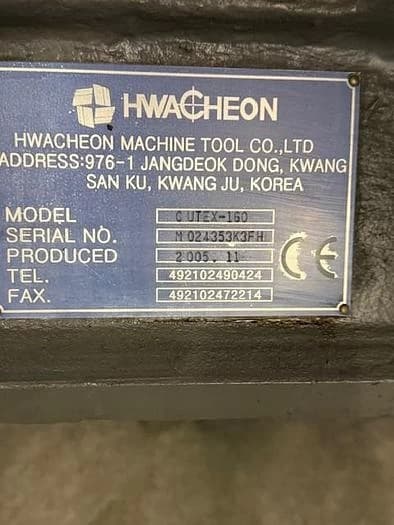 HWACHEON
HWACHEON MACHINE TOOL CO.,LTD
ADDRESS:976-1 JANGDEOK DONG, KWANG
SAN KU, KWANG JU, KOREA
MODEL CUTEX-160
SERIAL NO. M024353K3FH
PRODUCED 2005. 11
TEL. 492102490424
FAX. 492102472214
CE